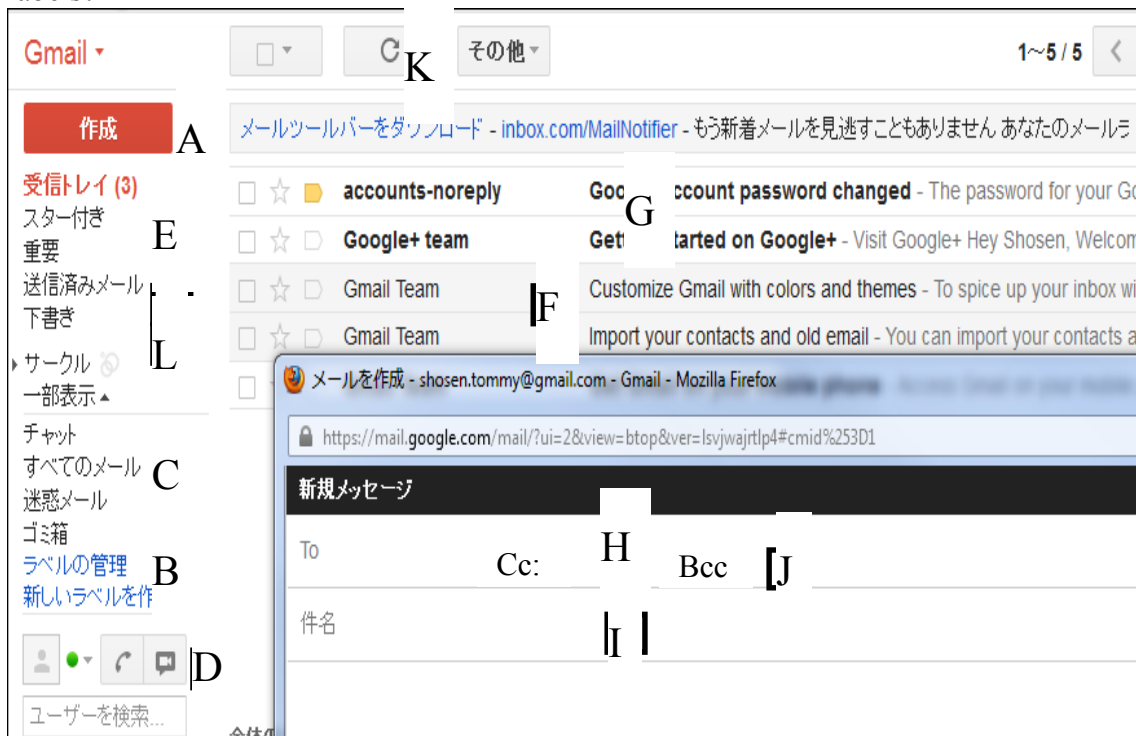 Gmail
K
その他
1～5 / 5
作成
A
メールツールバーをダウンロード - inbox.com/MailNotifier - もう新着メールを見逃すこともありません あなたのメールラ
受信トレイ (3)
accounts-noreply
G
ccount password changed - The password for your Go
スター付き
E
重要
Google+ team
Get
tarted on Google+ - Visit Google+ Hey Shosen, Welcom
送信済みメール
Gmail Team
F
Customize Gmail with colors and themes - To spice up your inbox wi
下書き
L
Gmail Team
Import your contacts and old email - You can import your contacts a
サークル
一部表示
メールを作成 - shosen.tommy@gmail.com - Gmail - Mozilla Firefox
チャット
https://mail.google.com/mail/?ui=2&view=btop&ver=lsvjwajrtlp4#cmid%253D1
すべてのメール
C
迷惑メール
新規メッセージ
ゴミ箱
ラベルの管理
B
新しいラベルを作
To
Cc:
H
Bcc
J
件名
I
D
ユーザーを検索...